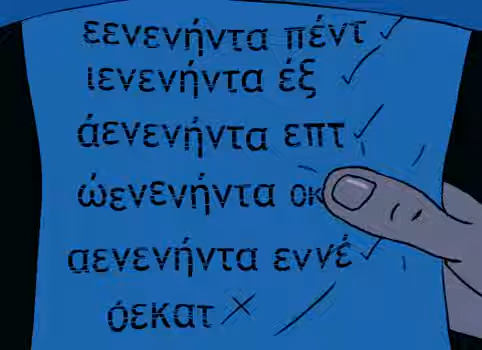 εενενήντα πέντ
ιενενήντα έξ
άενενήντα επτ
ώενενήντα οκ
αενενήντα εννέ
όεκατ